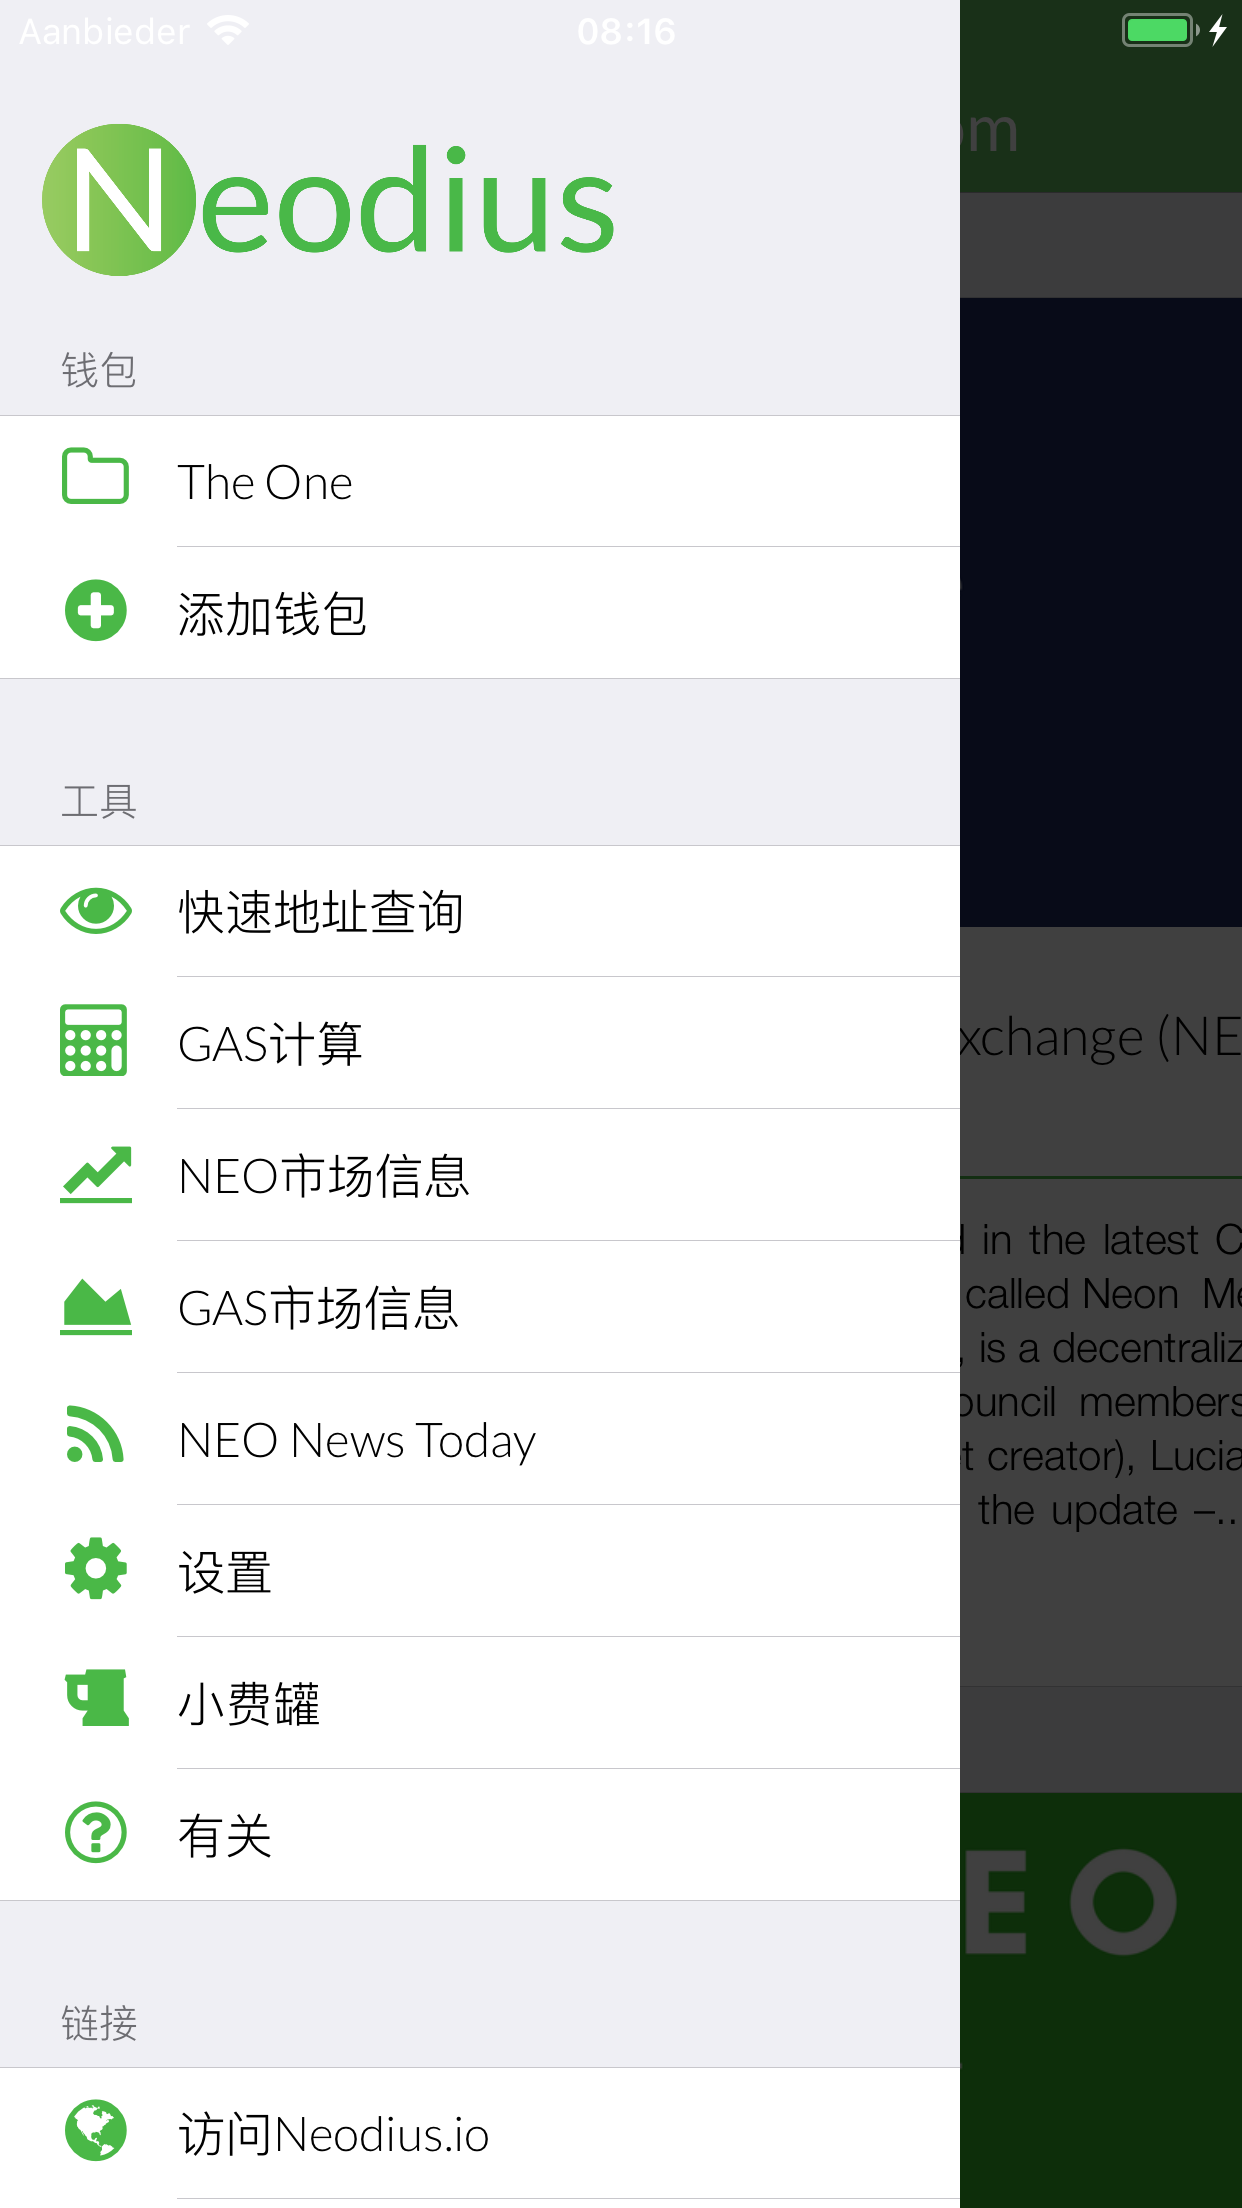 Aanbieder 08:16
om
Neodius
钱包
The One
添加钱包
工具
快速地址查询
GAS计算
xchange (NE
NEO市场信息
in the latest C
called Neon Me
GAS市场信息
, is a decentraliz
ouncil members
NEO News Today
t creator), Lucia
the update –..
设置
小费罐
有关
EO
链接
访问Neodius.io